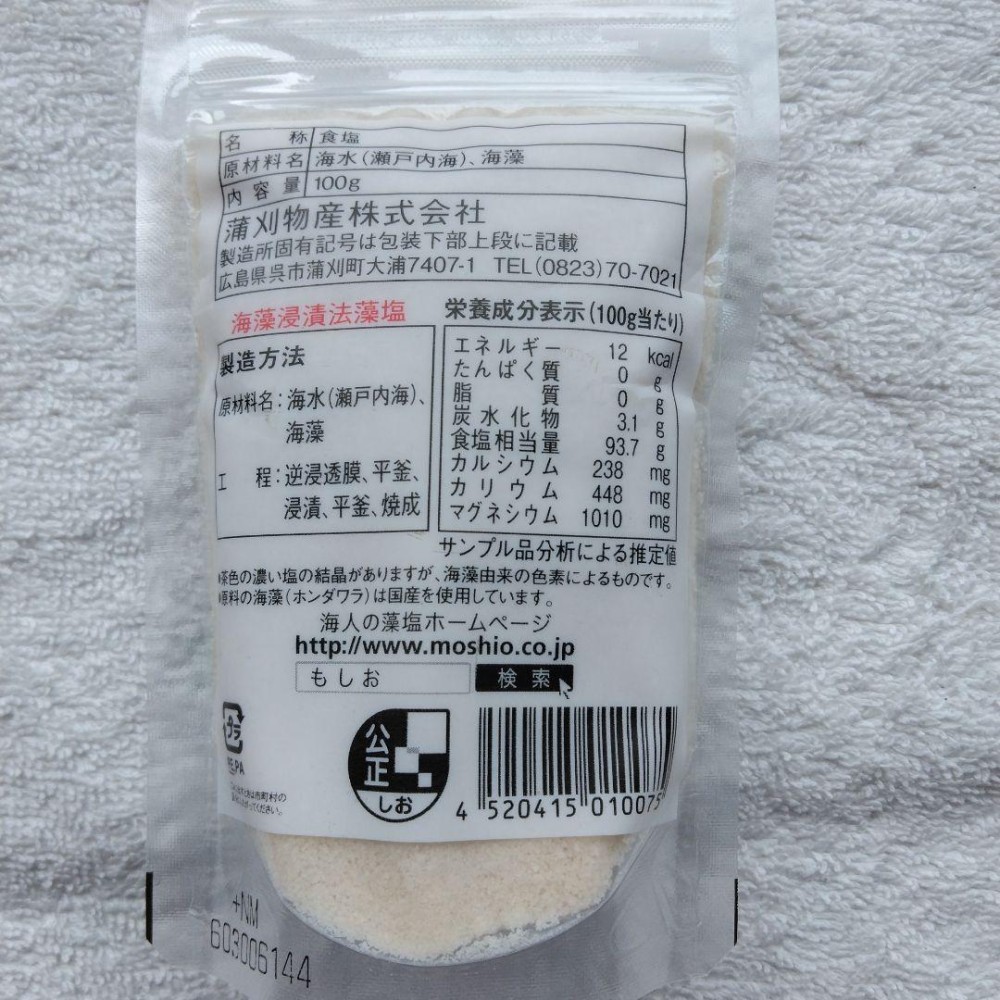 名称 食塩
原材料名 海水(瀬戸内海)、海藻
内容量 100g
蒲刈物産株式会社
製造所固有記号は包装下部上段に記載
広島県呉市蒲刈町大浦7407-1 TEL(0823)70-7021
海藻浸漬法藻塩
製造方法
原材料名:海水(瀬戸内海)、
海藻
工程:逆浸透膜、平釜、
浸漬、平釜、焼成
栄養成分表示(100g当たり)
エネルギー 12 kcal
たんぱく質 0 g
脂質 0 g
炭水化物 3.1 g
食塩相当量 93.7 g
カルシウム 238 mg
カリウム 448 mg
マグネシウム 1010 mg
サンプル品分析による推定値
茶色の濃い塩の結晶がありますが、海藻由来の色素によるものです。
原料の海藻(ホンダワラ)は国産を使用しています。
海人の藻塩ホームページ
http://www.moshio.co.jp
もしお 検索
プラ
公正
しお
4 520415 010075
+NM
603006144